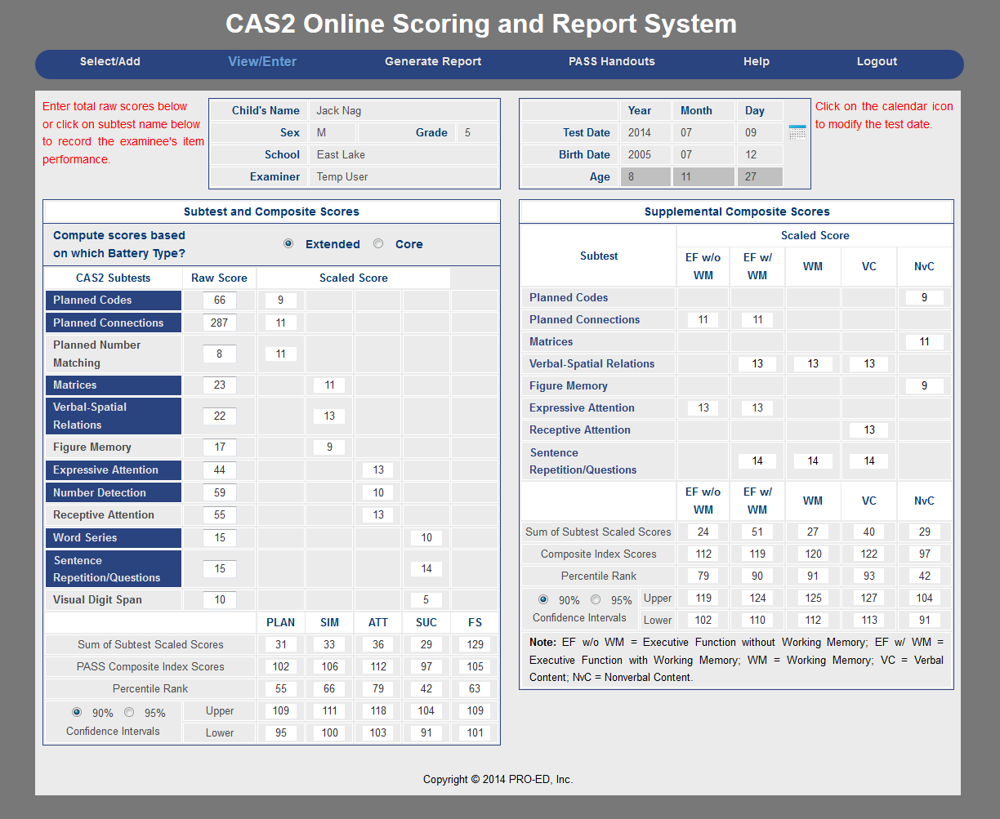 CAS2 Online Scoring and Report System
Select/Add View/Enter Generate Report PASS Handouts Help Logout
Enter total raw scores below
or click on subtest name below
to record the examinee's item
performance.
Child's Name Jack Nag
Sex M Grade 5
School East Lake
Examiner Temp User
Year Month Day
Test Date 2014 07 09
Birth Date 2005 07 12
Age 8 11 27
Click on the calendar icon
to modify the test date.
Subtest and Composite Scores
Compute scores based
on which Battery Type?
Extended Core
CAS2 Subtests Raw Score Scaled Score
Planned Codes 66 9
Planned Connections 287 11
Planned Number
Matching 8 11
Matrices 23 11
Verbal-Spatial
Relations 22 13
Figure Memory 17 9
Expressive Attention 44 13
Number Detection 59 10
Receptive Attention 55 13
Word Series 15 10
Sentence
Repetition/Questions 15 14
Visual Digit Span 10 5
PLAN SIM ATT SUC FS
Sum of Subtest Scaled Scores 31 33 36 29 129
PASS Composite Index Scores 102 106 112 97 105
Percentile Rank 55 66 79 42 63
90% 95% Upper 109 111 118 104 109
Confidence Intervals Lower 95 100 103 91 101
Supplemental Composite Scores
Subtest Scaled Score
EF w/o
WM EF w/
WM WM VC NvC
Planned Codes 9
Planned Connections 11 11
Matrices 11
Verbal-Spatial Relations 13 13 13
Figure Memory 9
Expressive Attention 13 13
Receptive Attention 13
Sentence
Repetition/Questions 14 14 14
EF w/o
WM EF w/
WM WM VC NvC
Sum of Subtest Scaled Scores 24 51 27 40 29
Composite Index Scores 112 119 120 122 97
Percentile Rank 79 90 91 93 42
90% 95% Upper 119 124 125 127 104
Confidence Intervals Lower 102 110 112 113 91
Note: EF w/o WM = Executive Function without Working Memory; EF w/ WM =
Executive Function with Working Memory; WM = Working Memory; VC = Verbal
Content; NvC = Nonverbal Content.
Copyright © 2014 PRO-ED, Inc.